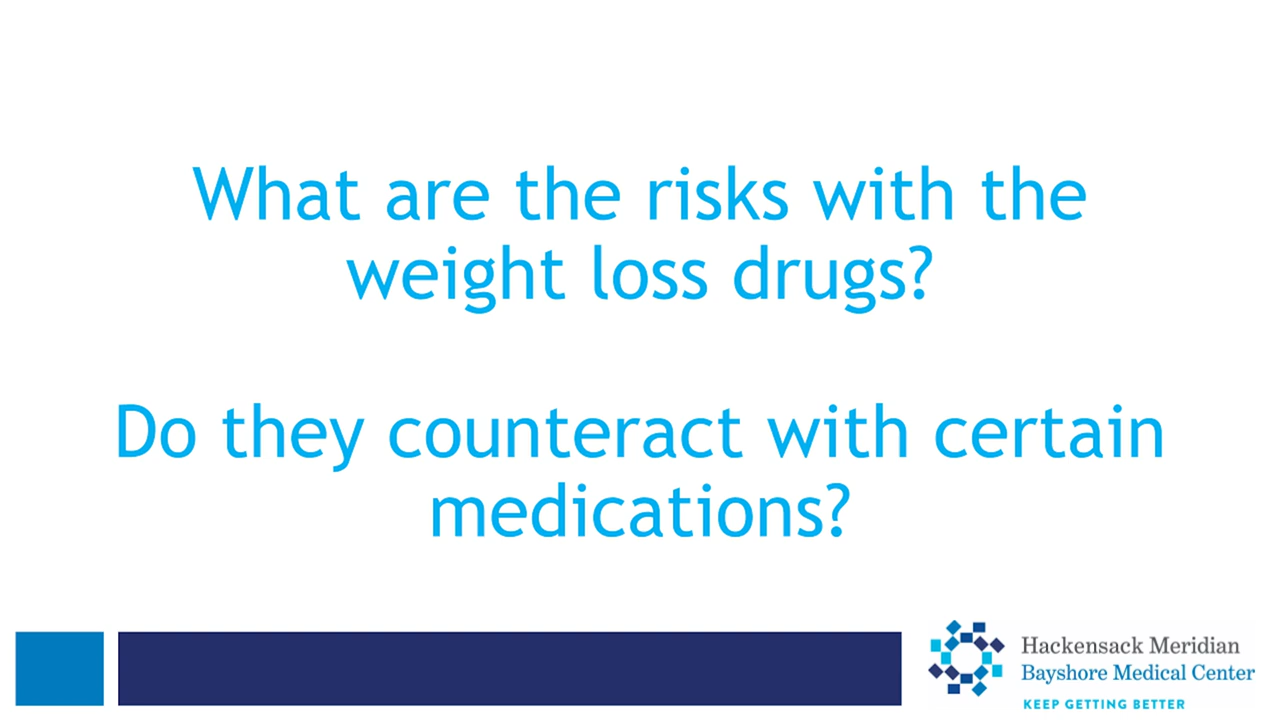 What are the risks with the
weight loss drugs?
Do they counteract with certain
medications?
Hackensack Meridian
Bayshore Medical Center
KEEP GETTING BETTER